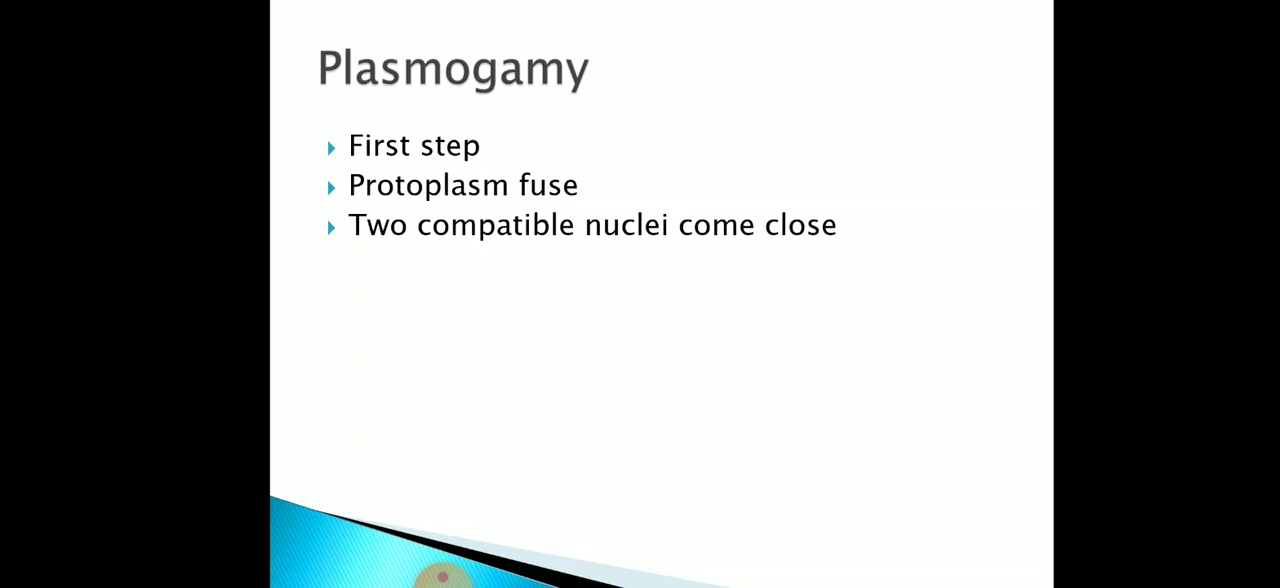 Plasmogamy
First step
Protoplasm fuse
Two compatible nuclei come close